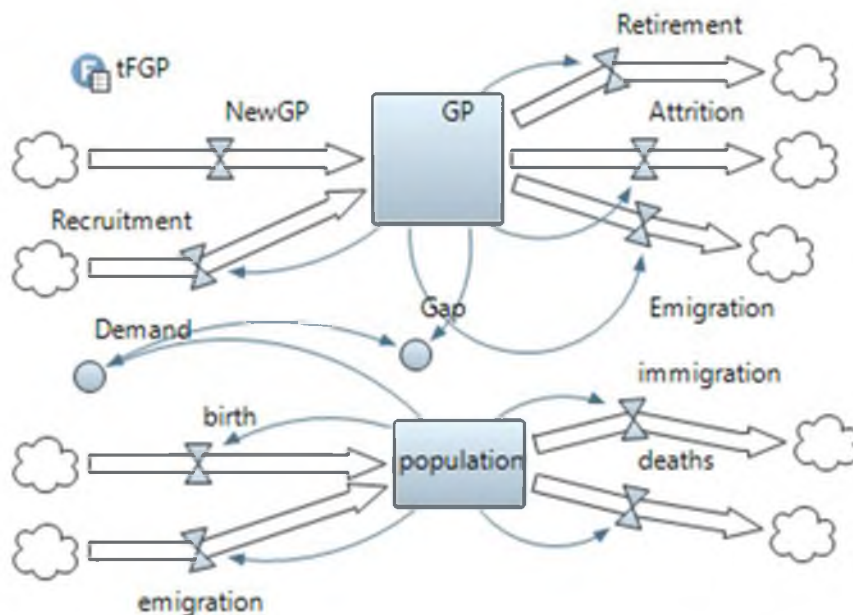 Retirement
tFGP
NewGP
GP
Attrition
Recruitment
Gap
Emigration
Demand
immigration
birth
population
deaths
emigration